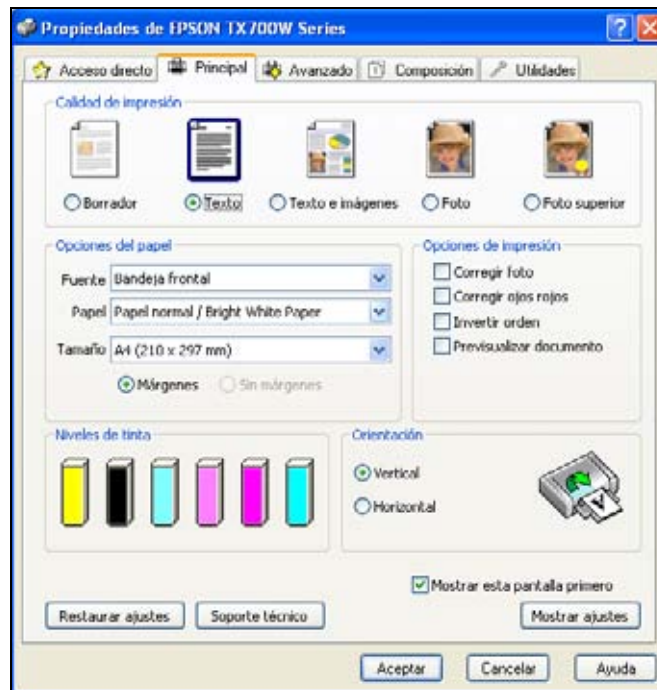 Propiedades de EPSON TX700W Series
Acceso directo Principal Avanzado Composición Utilidades
Calidad de impresión
Borrador Texto Texto e imágenes Foto Foto superior
Opciones del papel
Fuente Bandeja frontal
Papel Papel normal / Bright White Paper
Tamaño A4 (210 x 297 mm)
Márgenes Sin márgenes
Opciones de impresión
Corregir foto
Corregir ojos rojos
Invertir orden
Previsualizar documento
Niveles de tinta
Orientación
Vertical
Horizontal
Mostrar esta pantalla primero
Restaurar ajustes Soporte técnico Mostrar ajustes
Aceptar Cancelar Ayuda